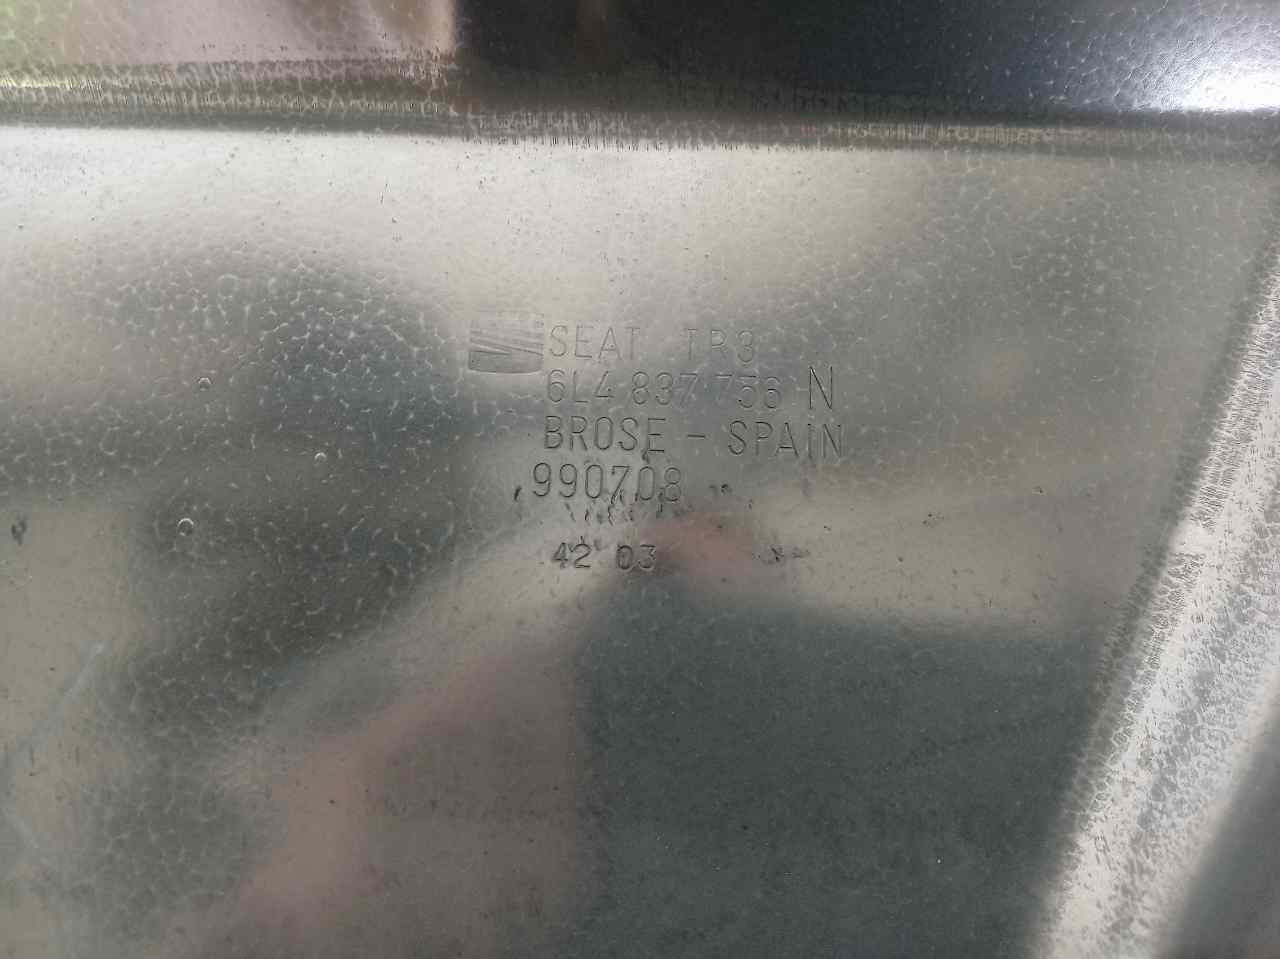 SEAT TR3
6L4 837 756 N
BROSE - SPAIN
990708
42 03